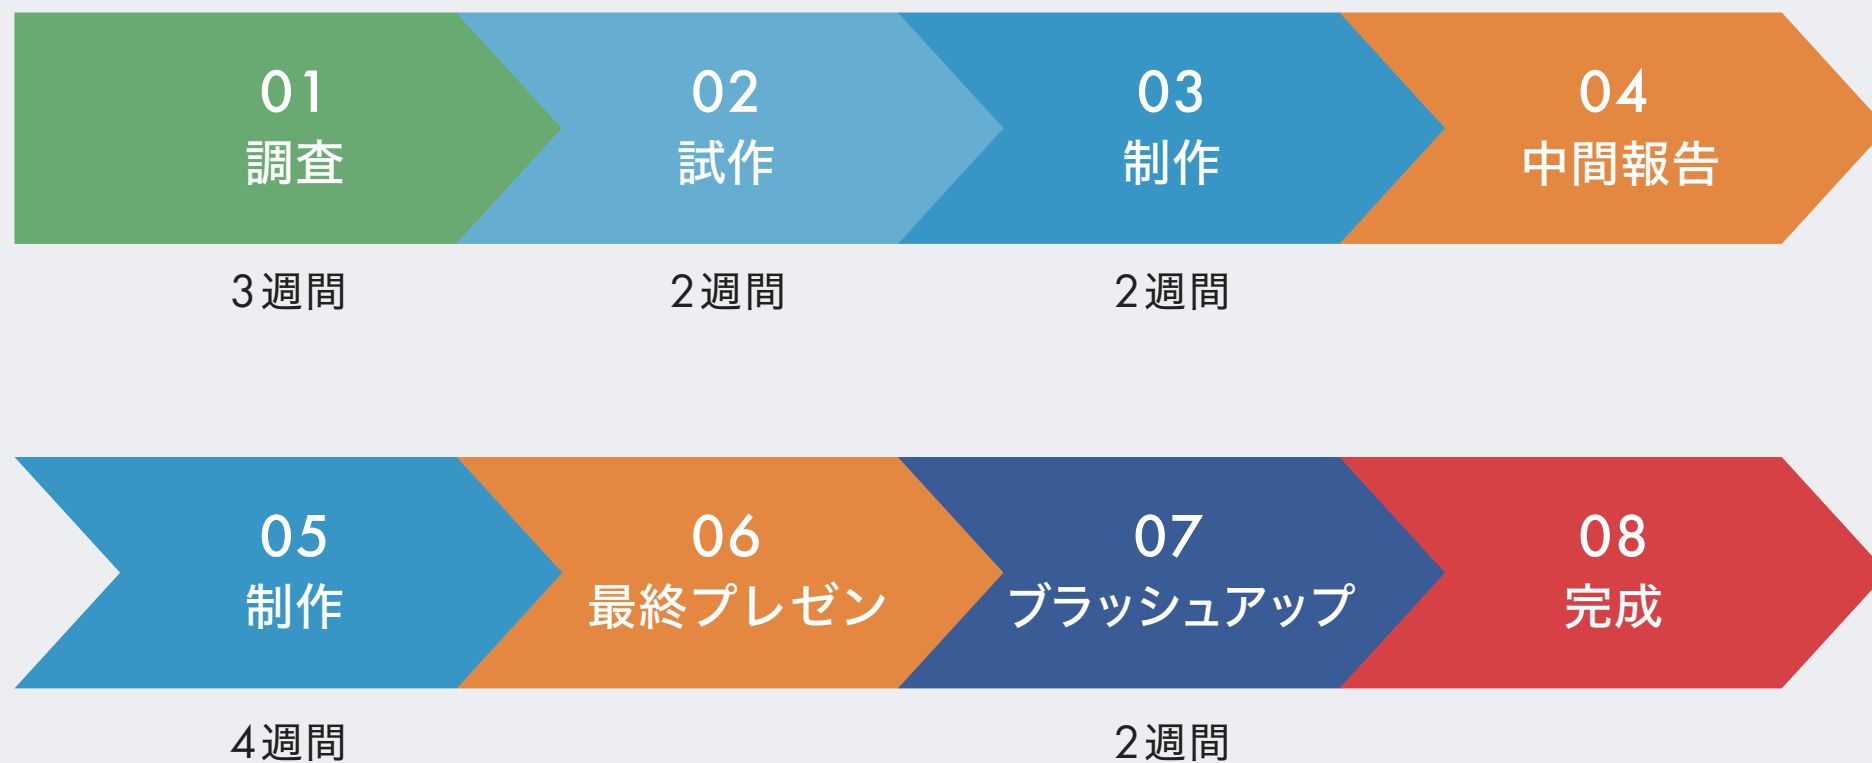 01
調査
02
試作
03
制作
04
中間報告
3週間
2週間
2週間
05
制作
06
最終プレゼン
07
ブラッシュアップ
08
完成
4週間
2週間